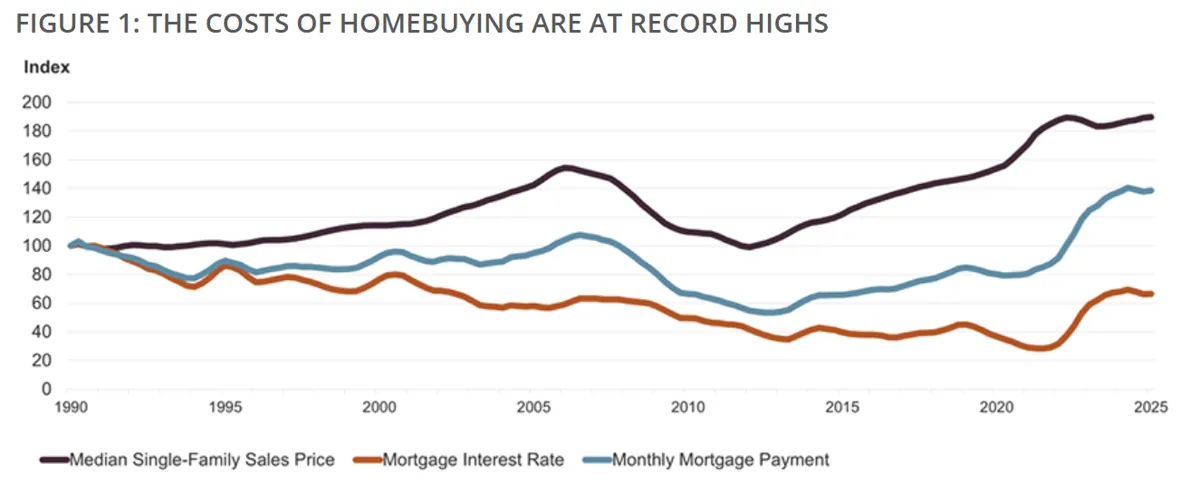 FIGURE 1: THE COSTS OF HOMEBUYING ARE AT RECORD HIGHS
Index
200
180
160
140
120
100
80
60
40
20
0
1990 1995 2000 2005 2010 2015 2020 2025
Median Single-Family Sales Price Mortgage Interest Rate Monthly Mortgage Payment